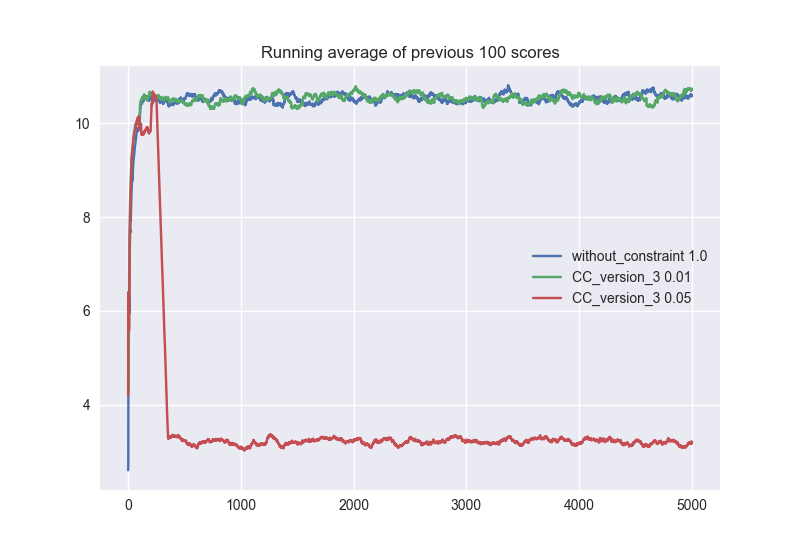 Running average of previous 100 scores
10
8
6
4
without_constraint 1.0
CC_version_3 0.01
CC_version_3 0.05
0 1000 2000 3000 4000 5000